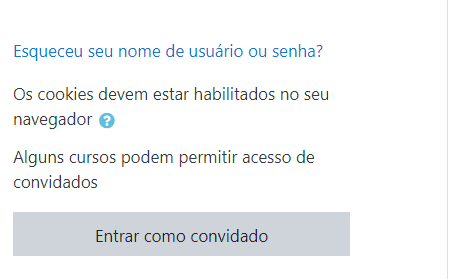 Esqueceu seu nome de usuário ou senha?
Os cookies devem estar habilitados no seu
navegador ?
Alguns cursos podem permitir acesso de
convidados
Entrar como convidado